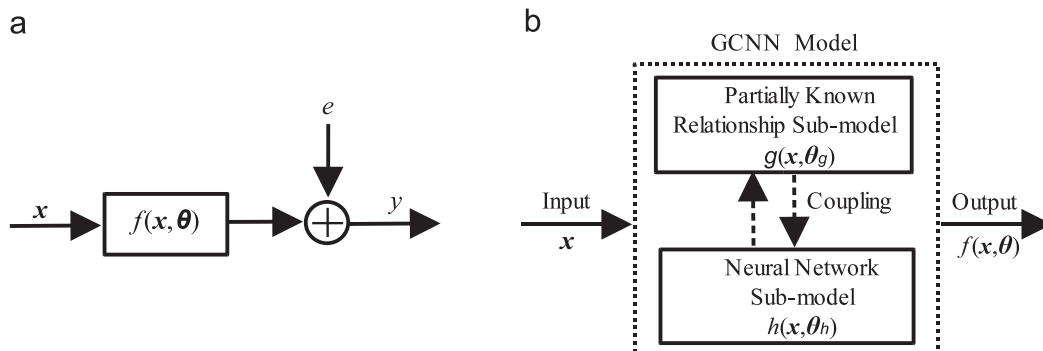 a
e
x
f(x, θ)
y
b
GCNN Model
Partially Known
Relationship Sub-model
g(x,θg)
Input
x
Coupling
Output
f(x,θ)
Neural Network
Sub-model
h(x,θh)